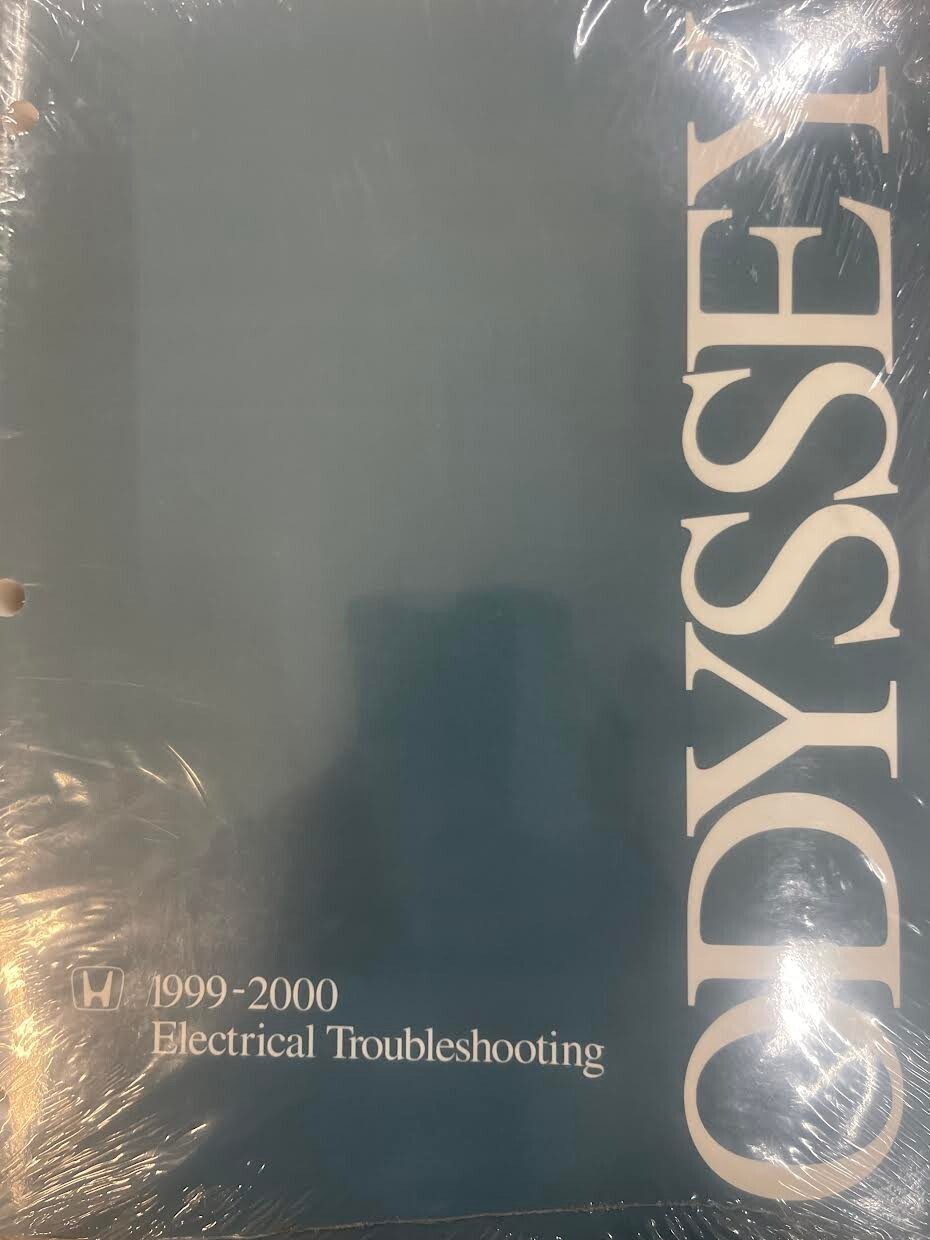 ODYSSEY
1999-2000
Electrical Troubleshooting